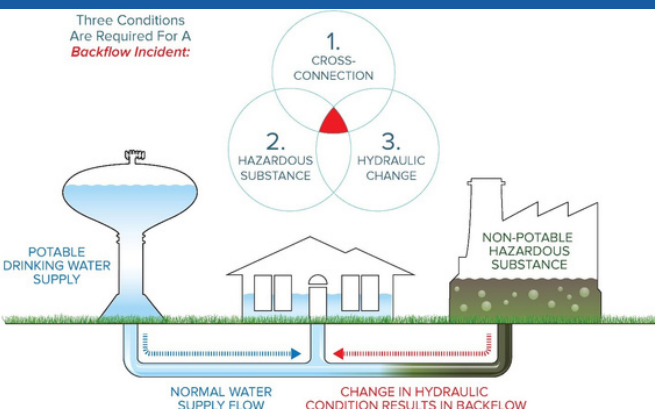 Three Conditions
Are Required For A
Backflow Incident:
1.
CROSS-
CONNECTION
2.
HAZARDOUS
SUBSTANCE
3.
HYDRAULIC
CHANGE
POTABLE
DRINKING WATER
SUPPLY
NON-POTABLE
HAZARDOUS
SUBSTANCE
NORMAL WATER
SUPPLY FLOW
CHANGE IN HYDRAULIC
CONDITION RESULTS IN BACKFLOW